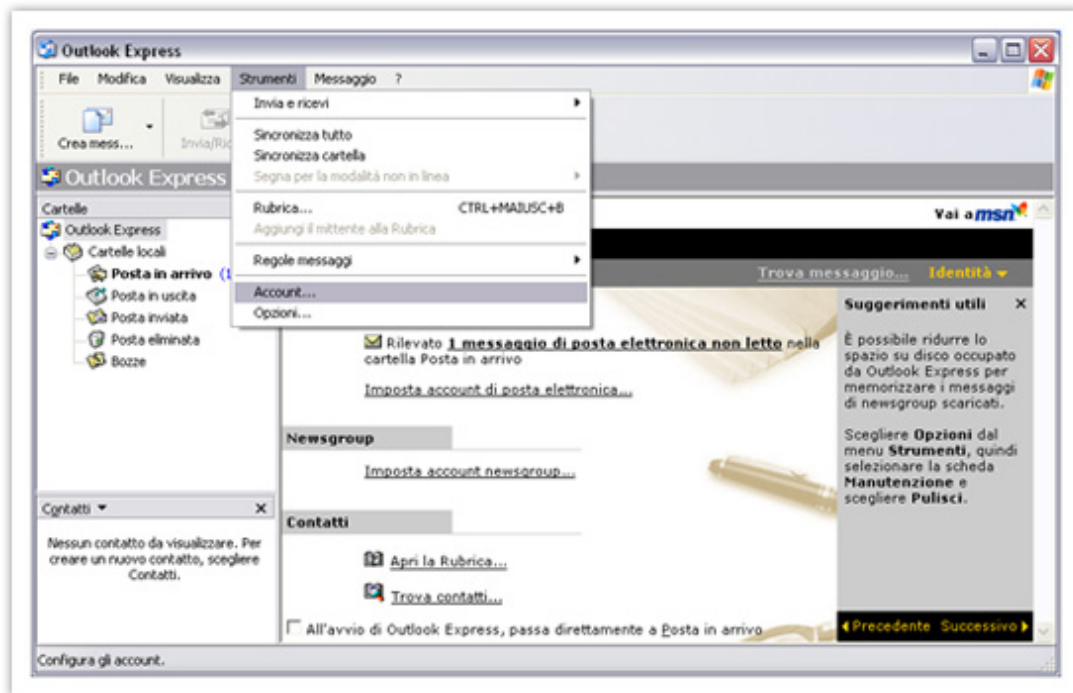 Outlook Express
File Modifica Visualizza Strumenti Messaggio ?
Crea mess...
Invia/Ric
Invia e ricevi
Sincronizza tutto
Sincronizza cartella
Segna per la modalità non in linea
Rubrica... CTRL+MAIUSC+B
Aggiungi il mittente alla Rubrica
Regole messaggi
Account...
Opzioni...
Outlook Express
Cartelle
Outlook Express
Cartelle locali
Posta in arrivo (1
Posta in uscita
Posta inviata
Posta eliminata
Bozze
Contatti
Nessun contatto da visualizzare. Per
creare un nuovo contatto, scegliere
Contatti.
Vai a msn
Trova messaggio... Identità
Rilevato 1 messaggio di posta elettronica non letto nella
cartella Posta in arrivo
Imposta account di posta elettronica...
Newsgroup
Imposta account newsgroup...
Contatti
Apri la Rubrica...
Trova contatti...
All'avvio di Outlook Express, passa direttamente a Posta in arrivo
Suggerimenti utili
È possibile ridurre lo
spazio su disco occupato
da Outlook Express per
memorizzare i messaggi
di newsgroup scaricati.
Scegliere Opzioni dal
menu Strumenti, quindi
selezionare la scheda
Manutenzione e
scegliere Pulisci.
Precedente Successivo
Configura gli account.